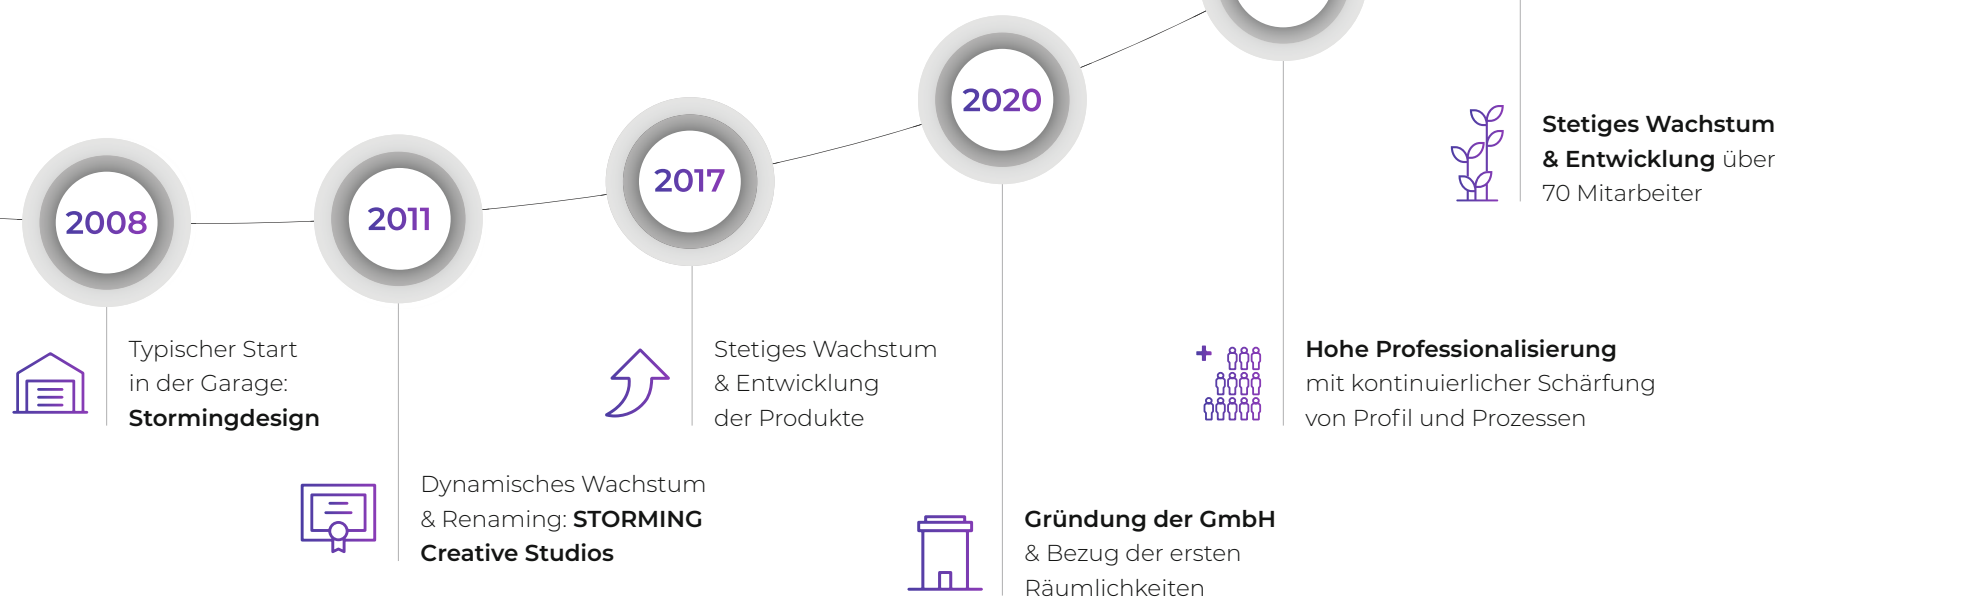 2008
Typischer Start
in der Garage:
Stormingdesign
2011
Dynamisches Wachstum
& Renaming: STORMING
Creative Studios
2017
Stetiges Wachstum
& Entwicklung
der Produkte
2020
Gründung der GmbH
& Bezug der ersten
Räumlichkeiten
Hohe Professionalisierung
mit kontinuierlicher Schärfung
von Profil und Prozessen
Stetiges Wachstum
& Entwicklung über
70 Mitarbeiter